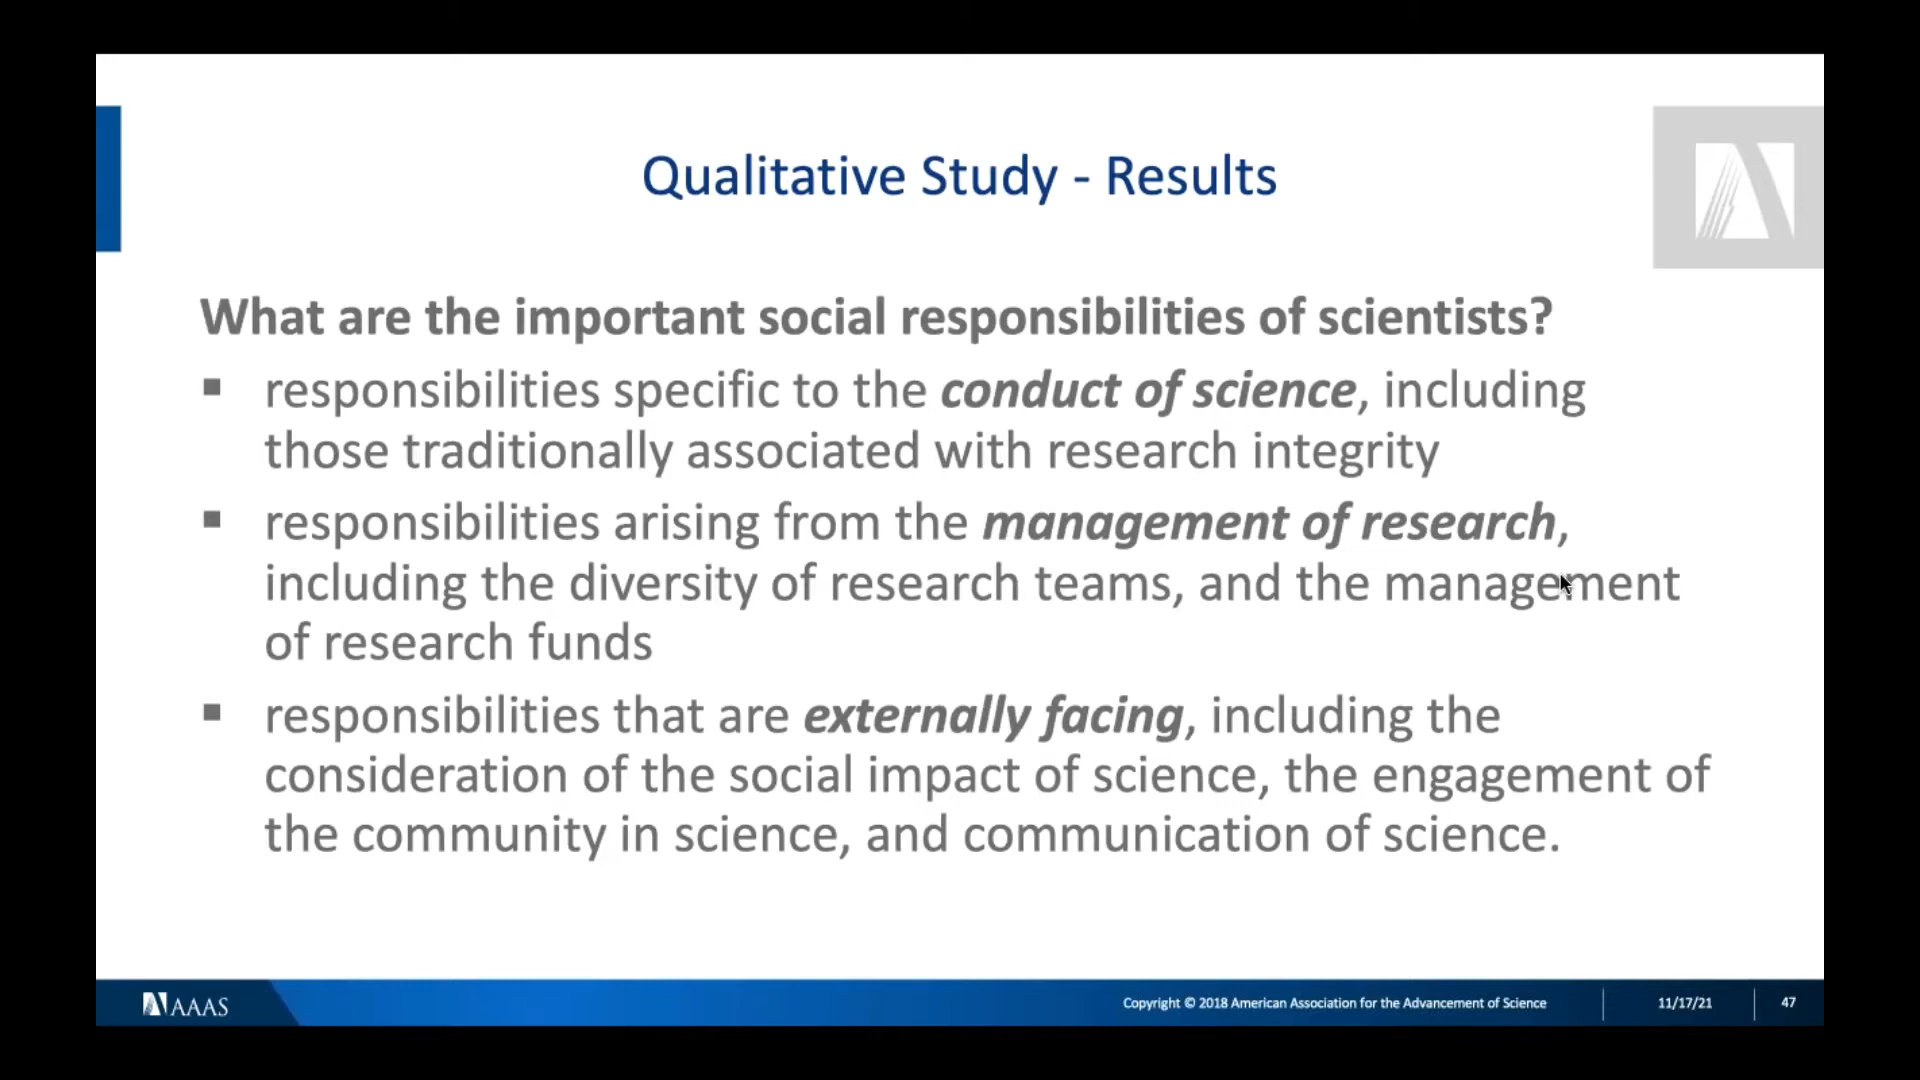 Qualitative Study - Results
What are the important social responsibilities of scientists?
▪ responsibilities specific to the conduct of science, including
those traditionally associated with research integrity
▪ responsibilities arising from the management of research,
including the diversity of research teams, and the management
of research funds
▪ responsibilities that are externally facing, including the
consideration of the social impact of science, the engagement of
the community in science, and communication of science.
AAAS
Copyright © 2018 American Association for the Advancement of Science
11/17/21
47